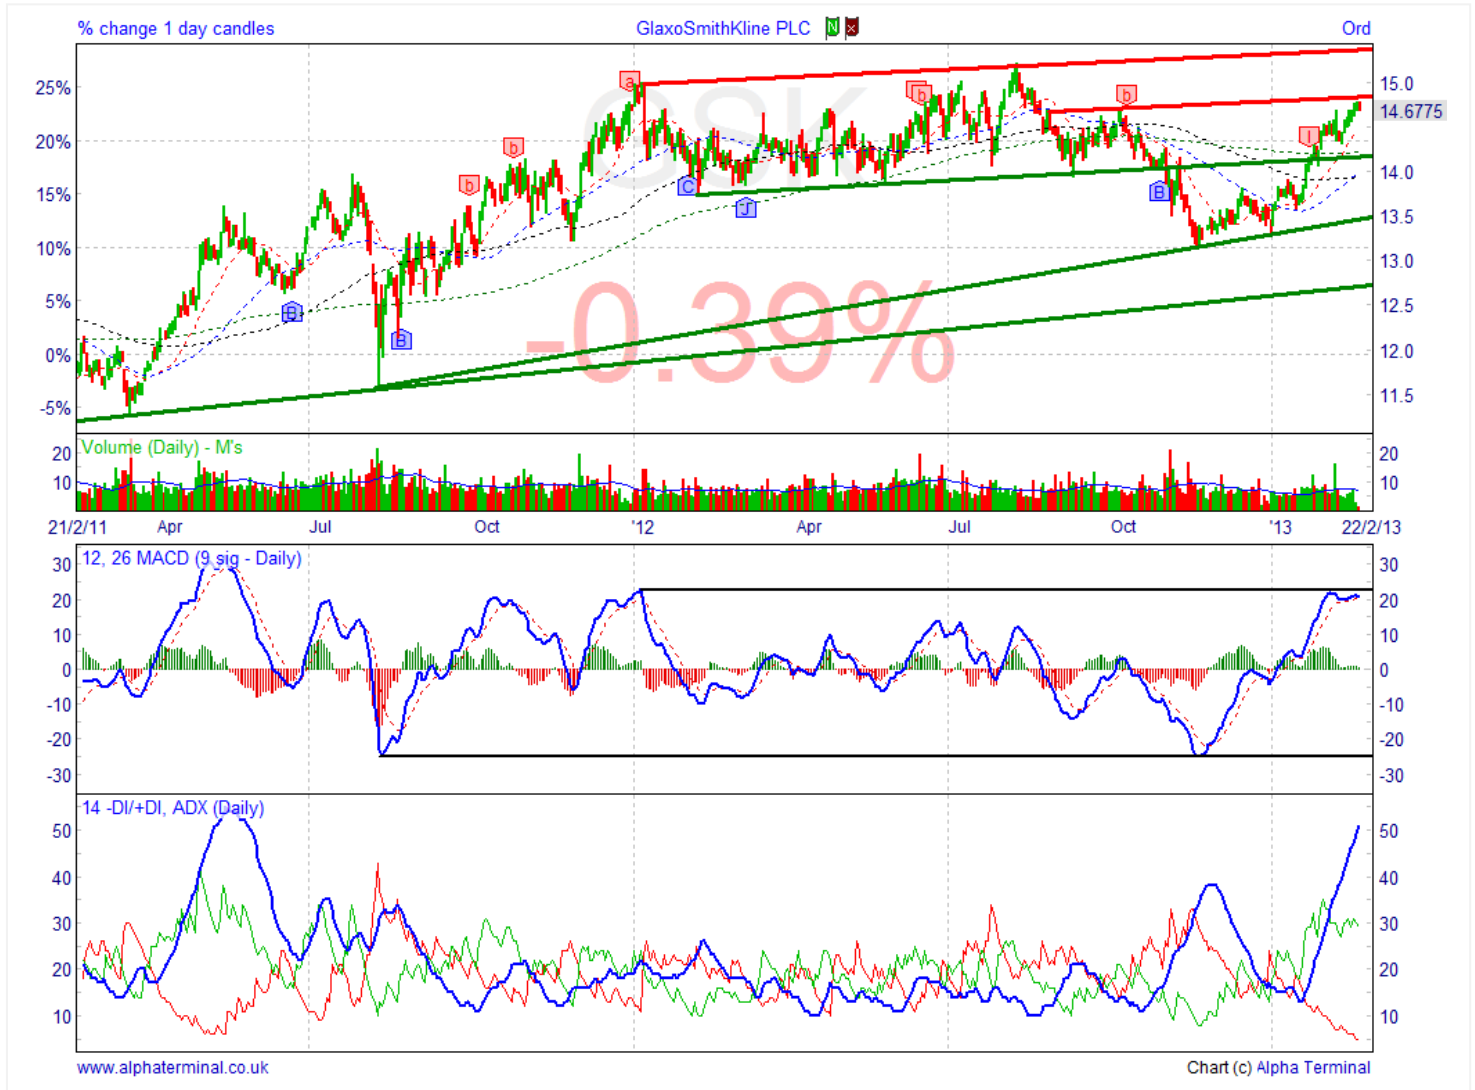 % change 1 day candles GlaxoSmithKline PLC N x Ord
GSK
-0.39%
25%
20%
15%
10%
5%
0%
-5%
15.0
14.6775
14.0
13.5
13.0
12.5
12.0
11.5
a
b
b
b
b
l
B
B
C
J
B
Volume (Daily) - M's
20 20
10 10
21/2/11 Apr Jul Oct '12 Apr Jul Oct '13 22/2/13
12, 26 MACD (9 sig - Daily)
30 30
20 20
10 10
0 0
-10 -10
-20 -20
-30 -30
14 -DI/+DI, ADX (Daily)
50 50
40 40
30 30
20 20
10 10
www.alphaterminal.co.uk Chart (c) Alpha Terminal